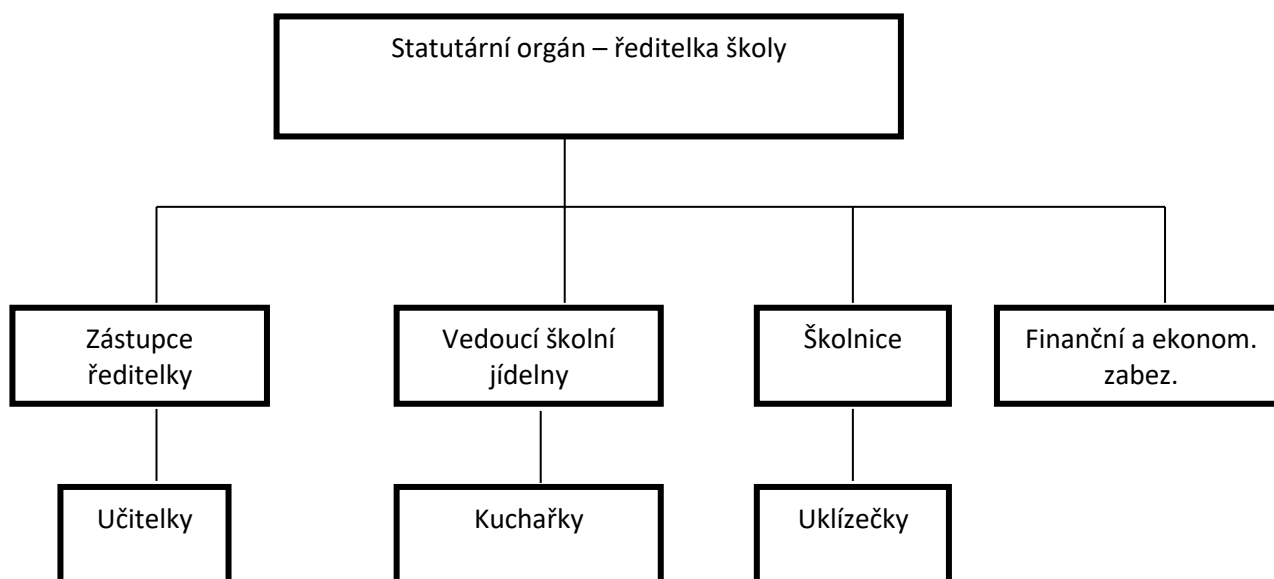 Statutární orgán – ředitelka školy
Zástupce
ředitelky
Vedoucí školní
jídelny
Školnice
Finanční a ekonom.
zabez.
Učitelky
Kuchařky
Uklízečky